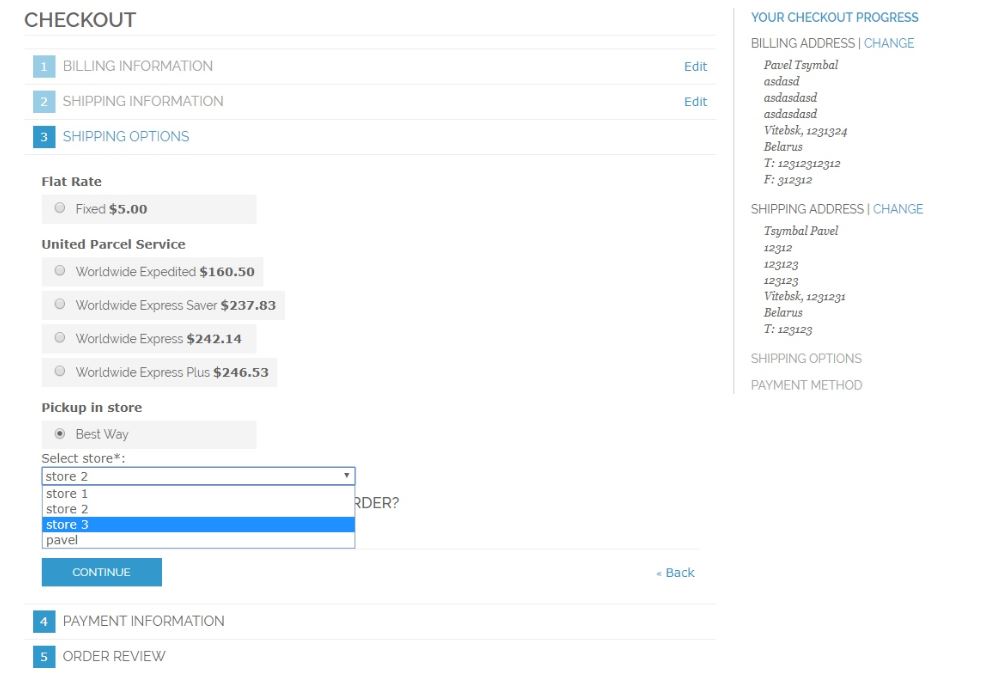 CHECKOUT
1 BILLING INFORMATION Edit
2 SHIPPING INFORMATION Edit
3 SHIPPING OPTIONS
Flat Rate
Fixed $5.00
United Parcel Service
Worldwide Expedited $160.50
Worldwide Express Saver $237.83
Worldwide Express $242.14
Worldwide Express Plus $246.53
Pickup in store
Best Way
Select store*:
store 2
store 1
store 2
store 3
pavel
RDER?
CONTINUE
« Back
4 PAYMENT INFORMATION
5 ORDER REVIEW
YOUR CHECKOUT PROGRESS
BILLING ADDRESS | CHANGE
Pavel Tsymbal
asdasd
asdasdasd
asdasdasd
Vitebsk, 1231324
Belarus
T: 12312312312
F: 312312
SHIPPING ADDRESS | CHANGE
Tsymbal Pavel
12312
123123
123123
Vitebsk, 1231231
Belarus
T: 123123
SHIPPING OPTIONS
PAYMENT METHOD